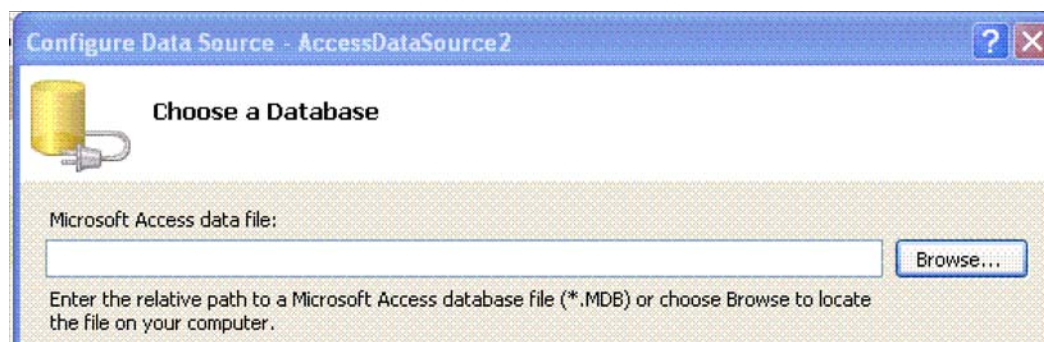 Configure Data Source - AccessDataSource2
Choose a Database
Microsoft Access data file:
Browse...
Enter the relative path to a Microsoft Access database file (*.MDB) or choose Browse to locate
the file on your computer.